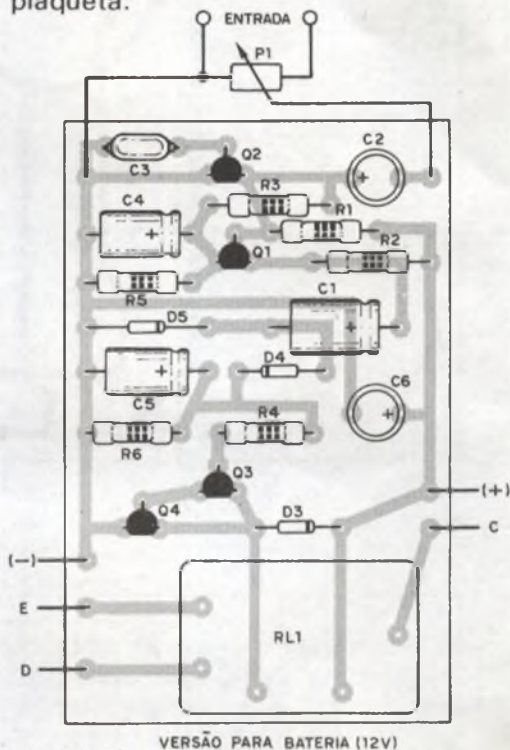 plaqueta.
ENTRADA
P1
C2
Q2
C3
R3
C4
R1
R2
+
+
Q1
R5
C1
D5
+
D4
C6
+
C5
+
R4
R6
Q3
(+)
Q4
D3
C
(—)
E
RL1
D
VERSÃO PARA BATERIA (12V)